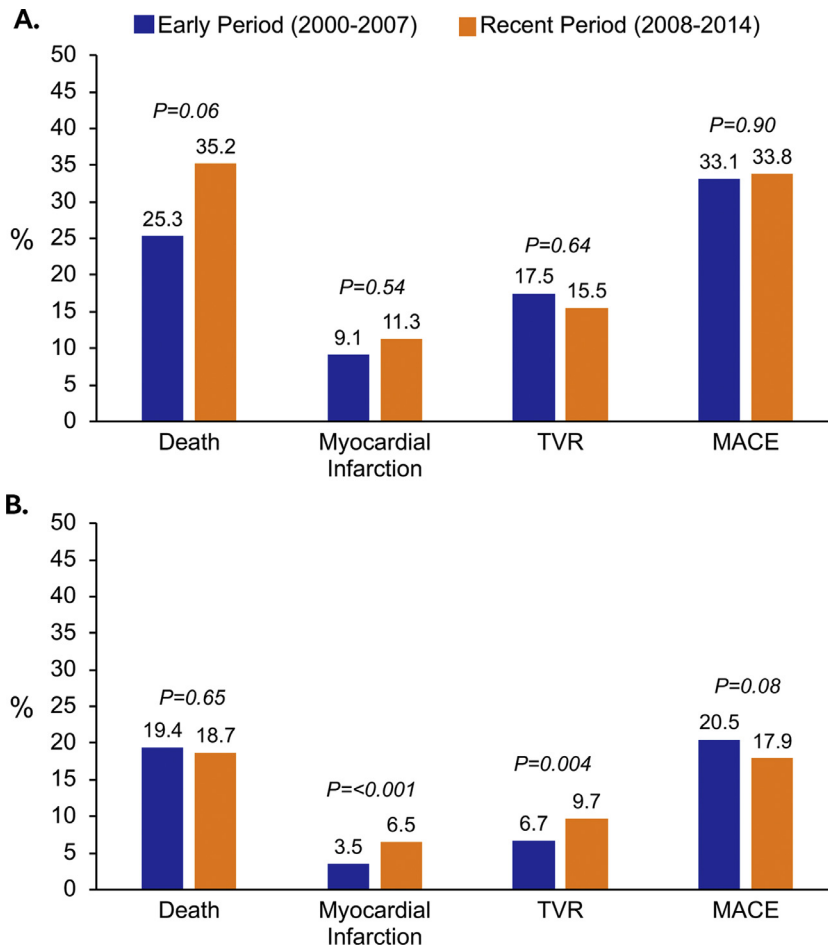 A.
Early Period (2000-2007) Recent Period (2008-2014)
50
45
40
35
30
25
20
15
10
5
0
%
P=0.06
25.3 35.2
P=0.54
9.1 11.3
P=0.64
17.5 15.5
P=0.90
33.1 33.8
Death Myocardial Infarction TVR MACE
B.
50
45
40
35
30
25
20
15
10
5
0
%
P=0.65
19.4 18.7
P=<0.001
3.5 6.5
P=0.004
6.7 9.7
P=0.08
20.5 17.9
Death Myocardial Infarction TVR MACE